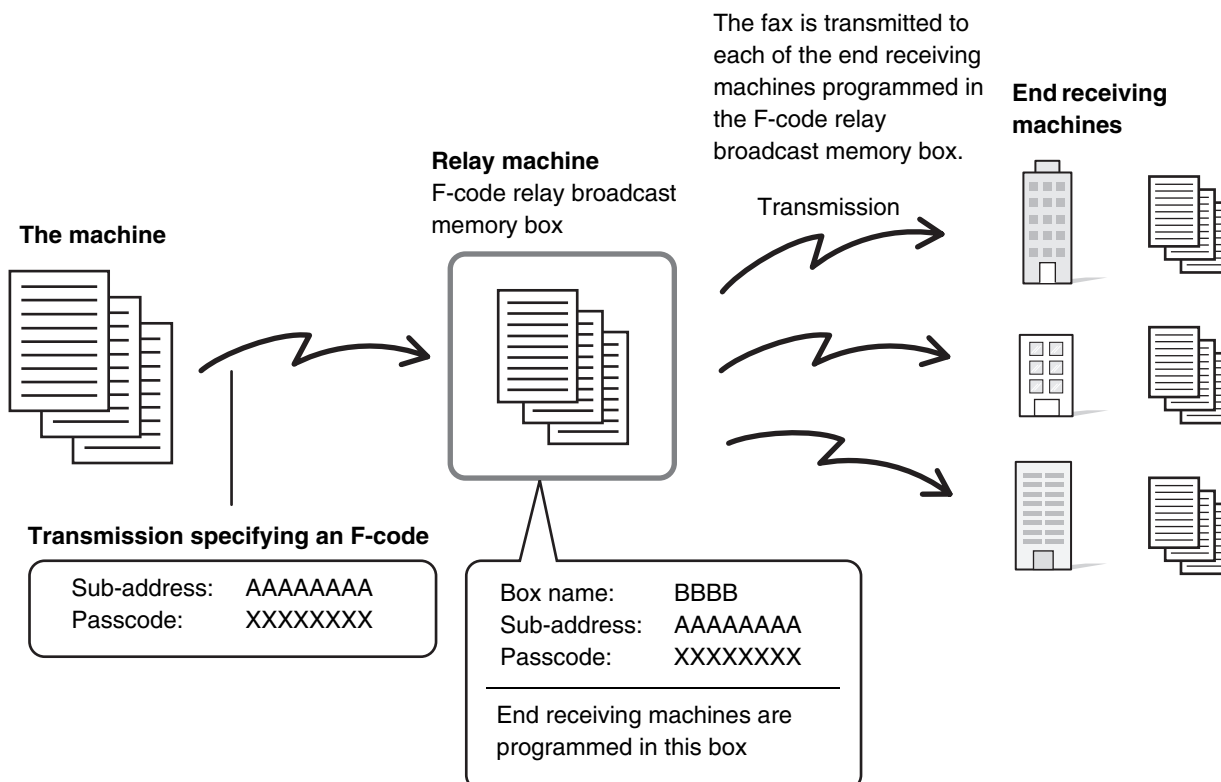 The fax is transmitted to
each of the end receiving
machines programmed in
the F-code relay
broadcast memory box.
End receiving
machines
Relay machine
F-code relay broadcast
memory box
Transmission
The machine
Transmission specifying an F-code
Sub-address: AAAAAAAA
Passcode: XXXXXXXX
Box name: BBBB
Sub-address: AAAAAAAA
Passcode: XXXXXXXX
End receiving machines are
programmed in this box